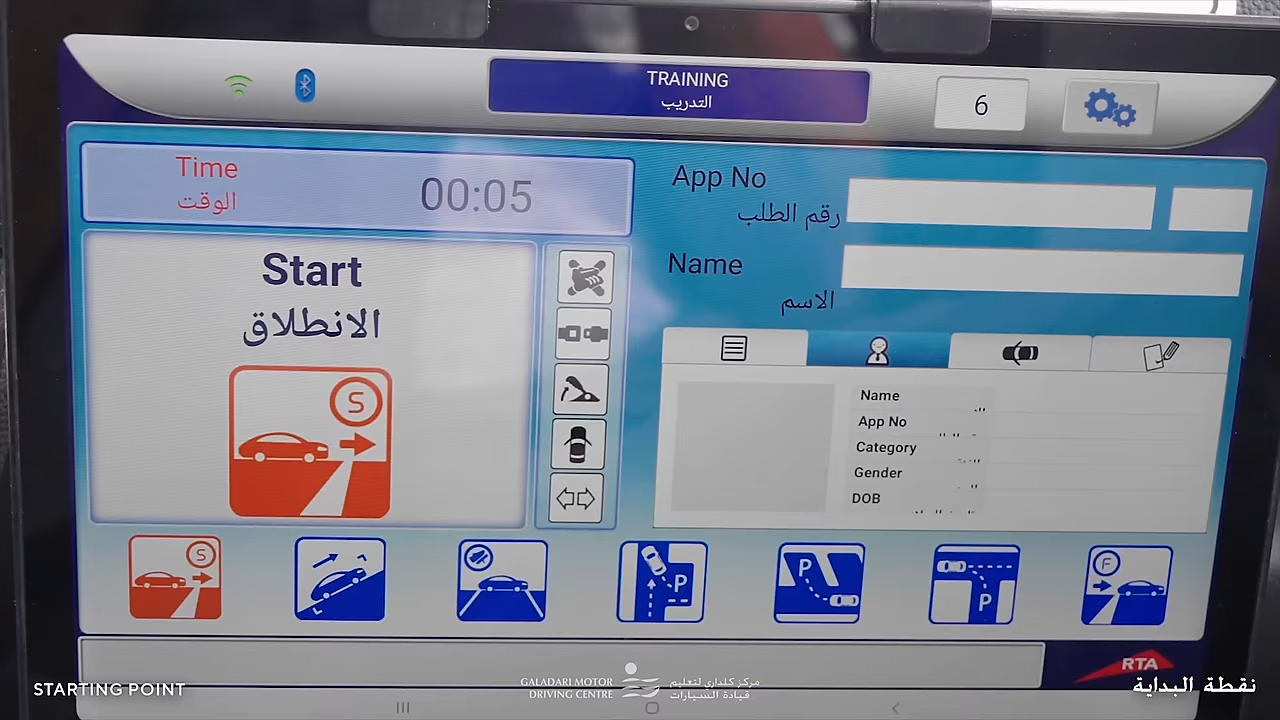 TRAINING
التدريب
6
Time
الوقت
00:05
App No
رقم الطلب
Name
الاسم
Start
الانطلاق
S
Name
App No
Category
Gender
DOB
S
P
P
P
F
RTA
STARTING POINT
GALADARI MOTOR
DRIVING CENTRE
مركز كلداري لتعليم
قيادة السيارات
نقطة البداية